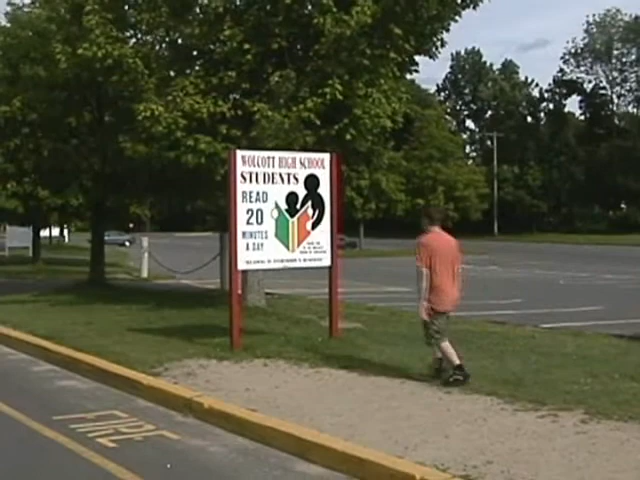 WOLCOTT HIGH SCHOOL
STUDENTS
READ
20
MINUTES
A DAY
FIRE